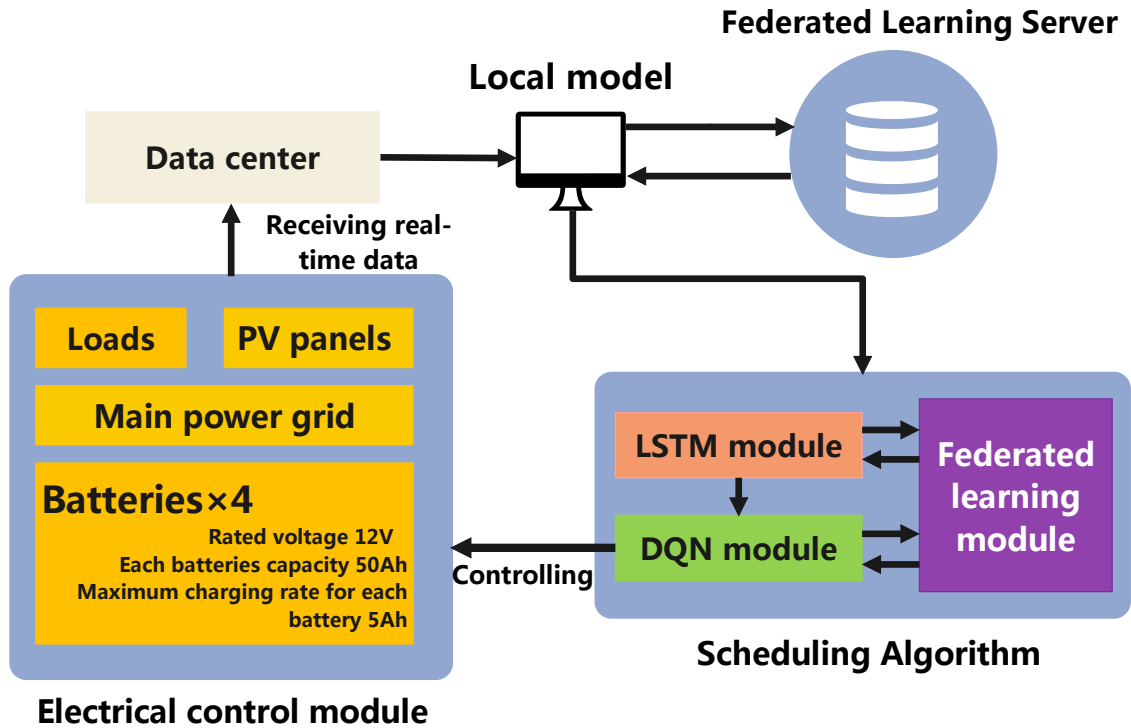 Federated Learning Server
Local model
Data center
Receiving real-
time data
Loads
PV panels
Main power grid
Batteries×4
Rated voltage 12V
Each batteries capacity 50Ah
Maximum charging rate for each
battery 5Ah
Electrical control module
Controlling
LSTM module
DQN module
Federated
learning
module
Scheduling Algorithm